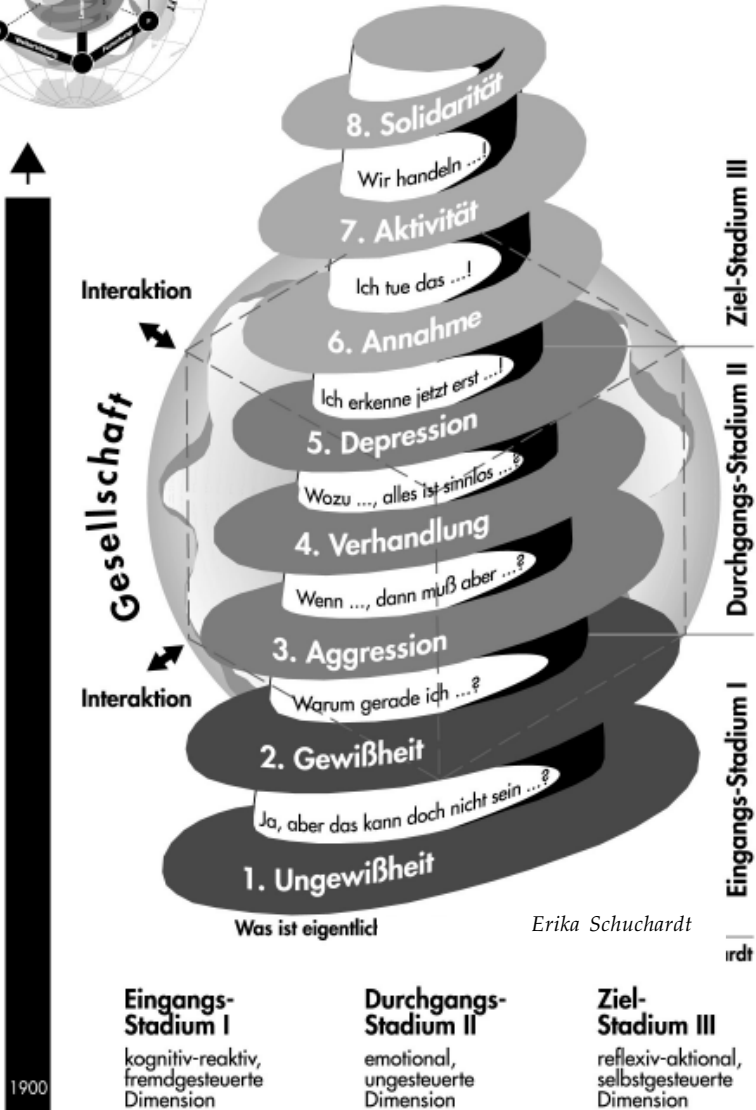 Weiterbildung
Forschung
8. Solidarität
Wir handeln ...!
7. Aktivität
Ich tue das ...!
6. Annahme
Ich erkenne jetzt erst ...!
5. Depression
Wozu ..., alles ist sinnlos ...?
4. Verhandlung
Wenn ..., dann muß aber ...?
3. Aggression
Warum gerade ich ...?
2. Gewißheit
Ja, aber das kann doch nicht sein ...?
1. Ungewißheit
Was ist eigentlich
Erika Schuchardt
Interaktion
Gesellschaft
Interaktion
Ziel-Stadium III
Durchgangs-Stadium II
Eingangs-Stadium I
rdt
1900
Eingangs-
Stadium I
kognitiv-reaktiv,
fremdgesteuerte
Dimension
Durchgangs-
Stadium II
emotional,
ungesteuerte
Dimension
Ziel-
Stadium III
reflexiv-aktional,
selbstgesteuerte
Dimension